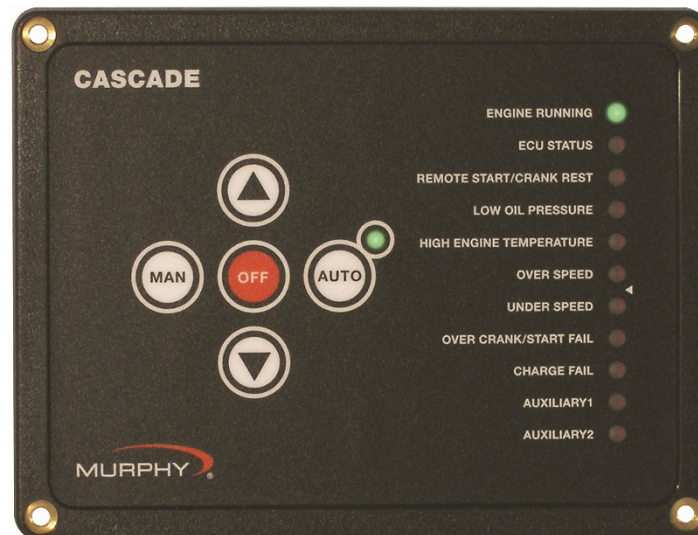 CASCADE
ENGINE RUNNING
ECU STATUS
REMOTE START/CRANK REST
LOW OIL PRESSURE
HIGH ENGINE TEMPERATURE
MAN
OFF
AUTO
OVER SPEED
UNDER SPEED
OVER CRANK/START FAIL
CHARGE FAIL
AUXILIARY1
AUXILIARY2
MURPHY®